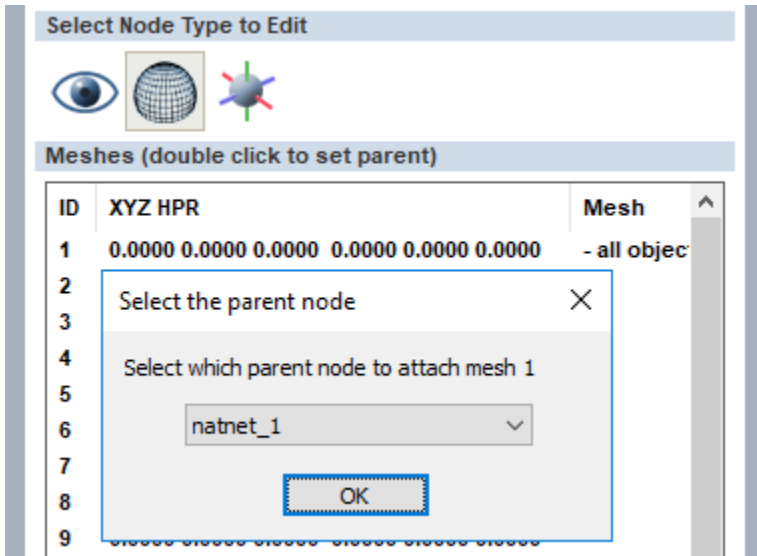 Select Node Type to Edit
Meshes (double click to set parent)
ID XYZ HPR Mesh
1 0.0000 0.0000 0.0000 0.0000 0.0000 0.0000 - all objec
2
Select the parent node
3
4
Select which parent node to attach mesh 1
5
6
natnet_1
7
8
OK
9